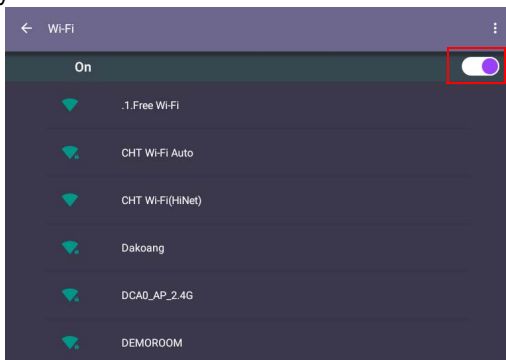 Wi-Fi
On
.1.Free Wi-Fi
CHT Wi-Fi Auto
CHT Wi-Fi(HiNet)
Dakoang
DCA0_AP_2.4G
DEMOROOM